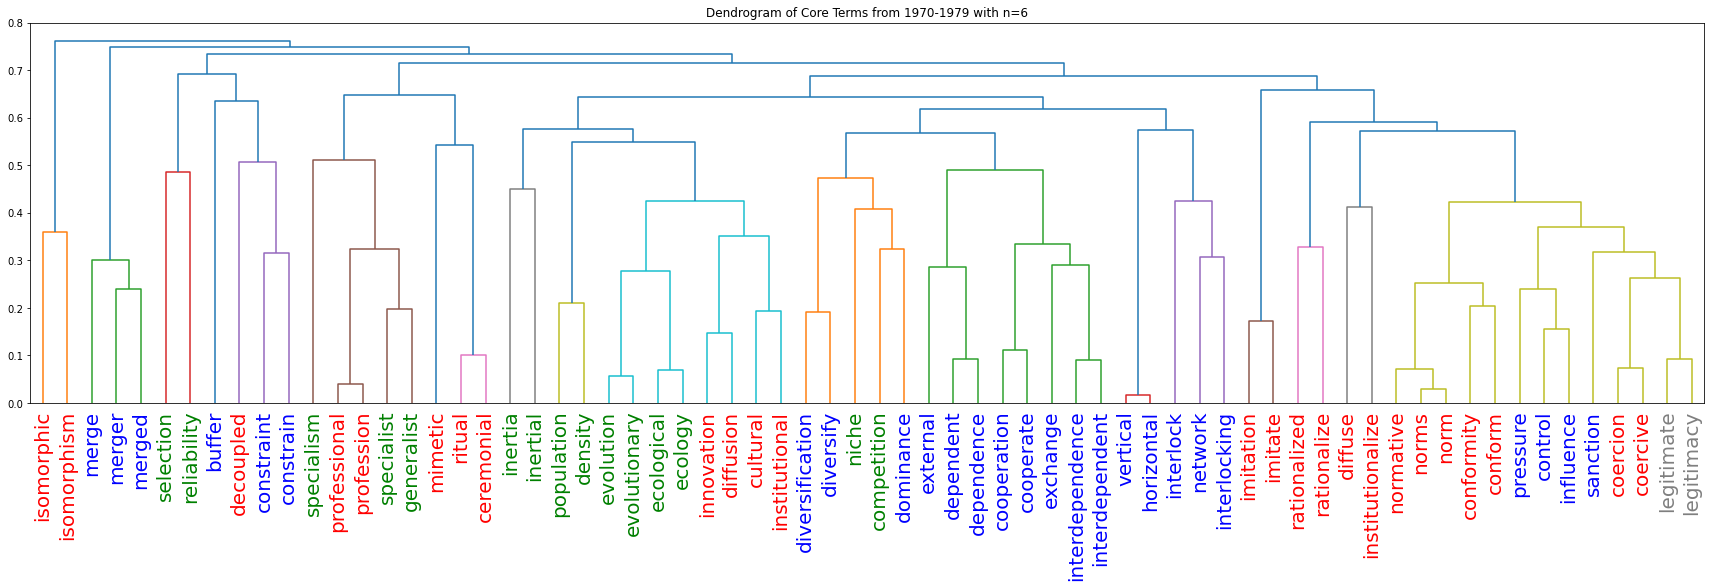 Dendrogram of Core Terms from 1970-1979 with n=6
0.8
0.7
0.6
0.5
0.4
0.3
0.2
0.1
0.0
isomorphic
isomorphism
merge
merger
merged
selection
reliability
buffer
decoupled
constraint
constrain
specialism
professional
profession
specialist
generalist
mimetic
ritual
ceremonial
inertia
inertial
population
density
evolution
evolutionary
ecological
ecology
innovation
diffusion
cultural
institutional
diversification
diversify
niche
competition
dominance
external
dependent
dependence
cooperation
cooperate
exchange
interdependence
interdependent
vertical
horizontal
interlock
network
interlocking
imitation
imitate
rationalized
rationalize
diffuse
institutionalize
normative
norms
norm
conformity
conform
pressure
control
influence
sanction
coercion
coercive
legitimate
legitimacy